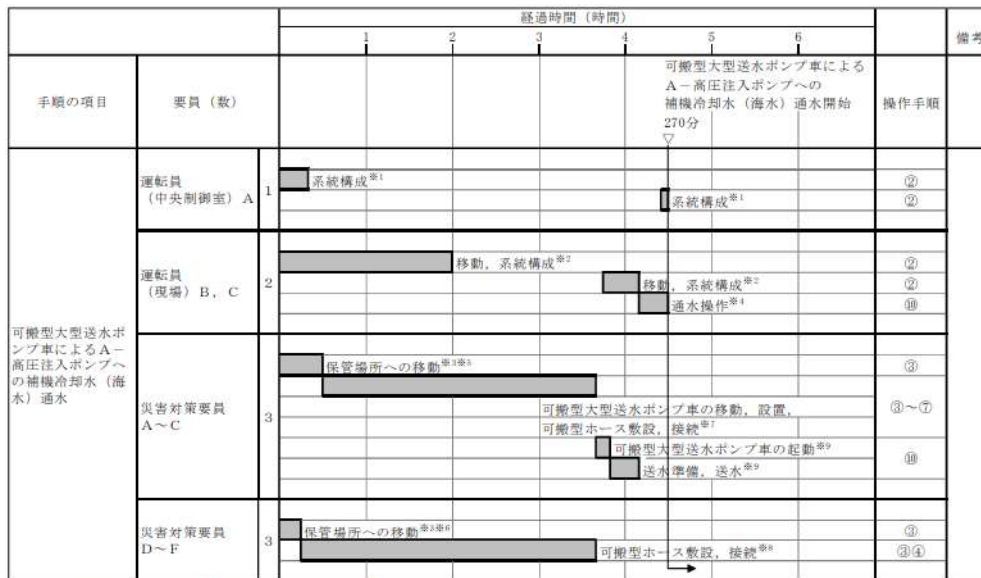 経過時間（時間）
1 2 3 4 5 6
備考
手順の項目
要員（数）
可搬型大型送水ポンプ車による
A－高圧注入ポンプへの
補機冷却水（海水）通水開始
270分
▽
操作手順
可搬型大型送水ポ
ンプ車によるA－
高圧注入ポンプへ
の補機冷却水（海
水）通水
運転員
（中央制御室）A
1
系統構成※1
②
系統構成※1
②
運転員
（現場）B，C
2
移動，系統構成※2
②
移動，系統構成※2
②
通水操作※4
⑩
災害対策要員
A～C
3
保管場所への移動※3※5
③
可搬型大型送水ポンプ車の移動，設置，
可搬型ホース敷設，接続※7
③～⑦
可搬型大型送水ポンプ車の起動※9
送水準備，送水※9
⑩
災害対策要員
D～F
3
保管場所への移動※3※6
③
可搬型ホース敷設，接続※8
③④